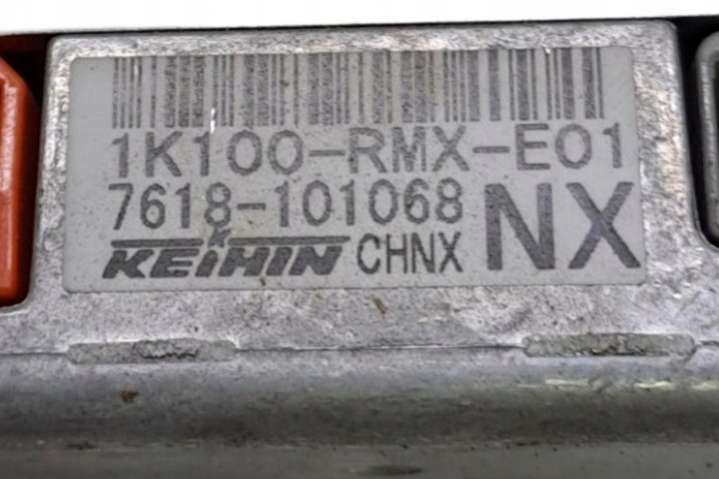 1K100-RMX-E01
7618-101068
KEIHIN CHNX NX